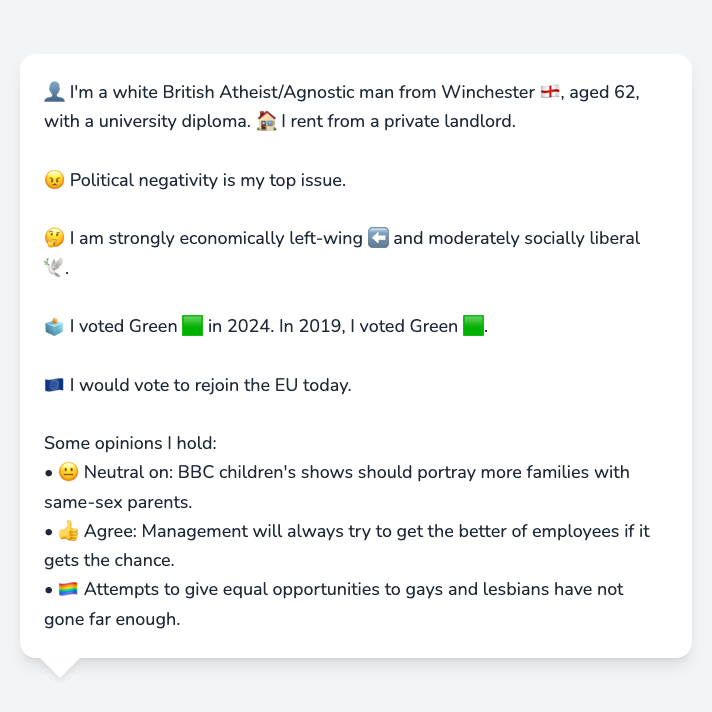 👤 I'm a white British Atheist/Agnostic man from Winchester 🏴󠁧󠁢󠁥󠁮󠁧󠁿, aged 62,
with a university diploma. 🏠 I rent from a private landlord.
😠 Political negativity is my top issue.
🤔 I am strongly economically left-wing ⬅️ and moderately socially liberal
🕊️.
🗳️ I voted Green 🟩 in 2024. In 2019, I voted Green 🟩.
🇪🇺 I would vote to rejoin the EU today.
Some opinions I hold:
• 😐 Neutral on: BBC children's shows should portray more families with
same-sex parents.
• 👍 Agree: Management will always try to get the better of employees if it
gets the chance.
• 🏳️‍🌈 Attempts to give equal opportunities to gays and lesbians have not
gone far enough.